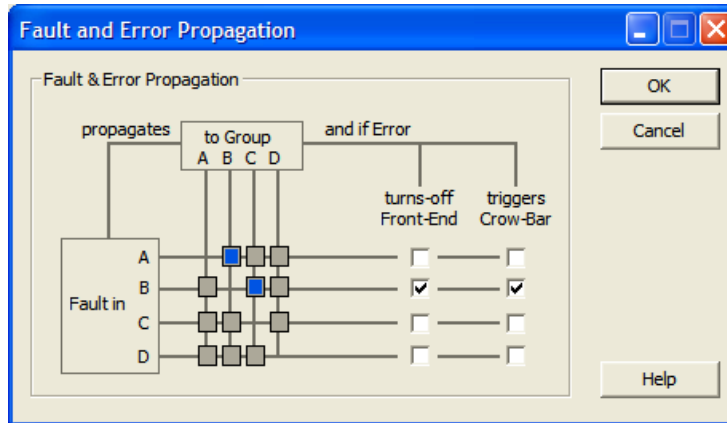 Fault and Error Propagation
Fault & Error Propagation
OK
propagates
to Group
and if Error
Cancel
A B C D
turns-off
Front-End
triggers
Crow-Bar
A
B
Fault in
C
D
Help